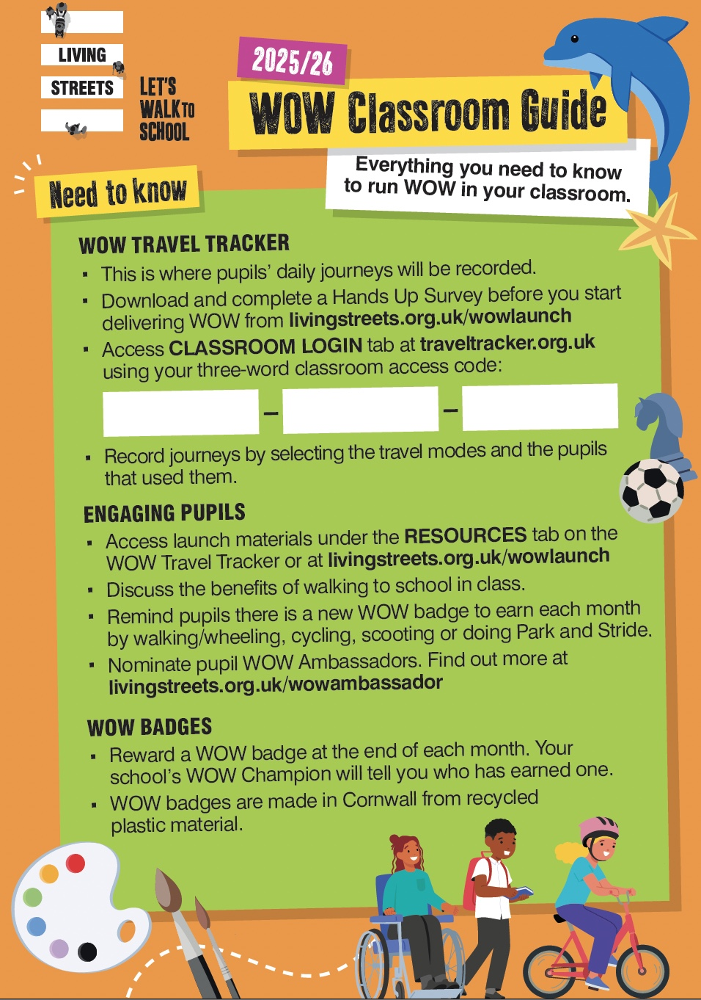 LIVING
STREETS
LET'S
WALK TO
SCHOOL
2025/26
WOW Classroom Guide
Everything you need to know
to run WOW in your classroom.
Need to know
WOW TRAVEL TRACKER
▪ This is where pupils’ daily journeys will be recorded.
▪ Download and complete a Hands Up Survey before you start
delivering WOW from livingstreets.org.uk/wowlaunch
▪ Access CLASSROOM LOGIN tab at traveltracker.org.uk
using your three-word classroom access code:
– –
▪ Record journeys by selecting the travel modes and the pupils
that used them.
ENGAGING PUPILS
▪ Access launch materials under the RESOURCES tab on the
WOW Travel Tracker or at livingstreets.org.uk/wowlaunch
▪ Discuss the benefits of walking to school in class.
▪ Remind pupils there is a new WOW badge to earn each month
by walking/wheeling, cycling, scooting or doing Park and Stride.
▪ Nominate pupil WOW Ambassadors. Find out more at
livingstreets.org.uk/wowambassador
WOW BADGES
▪ Reward a WOW badge at the end of each month. Your
school’s WOW Champion will tell you who has earned one.
▪ WOW badges are made in Cornwall from recycled
plastic material.